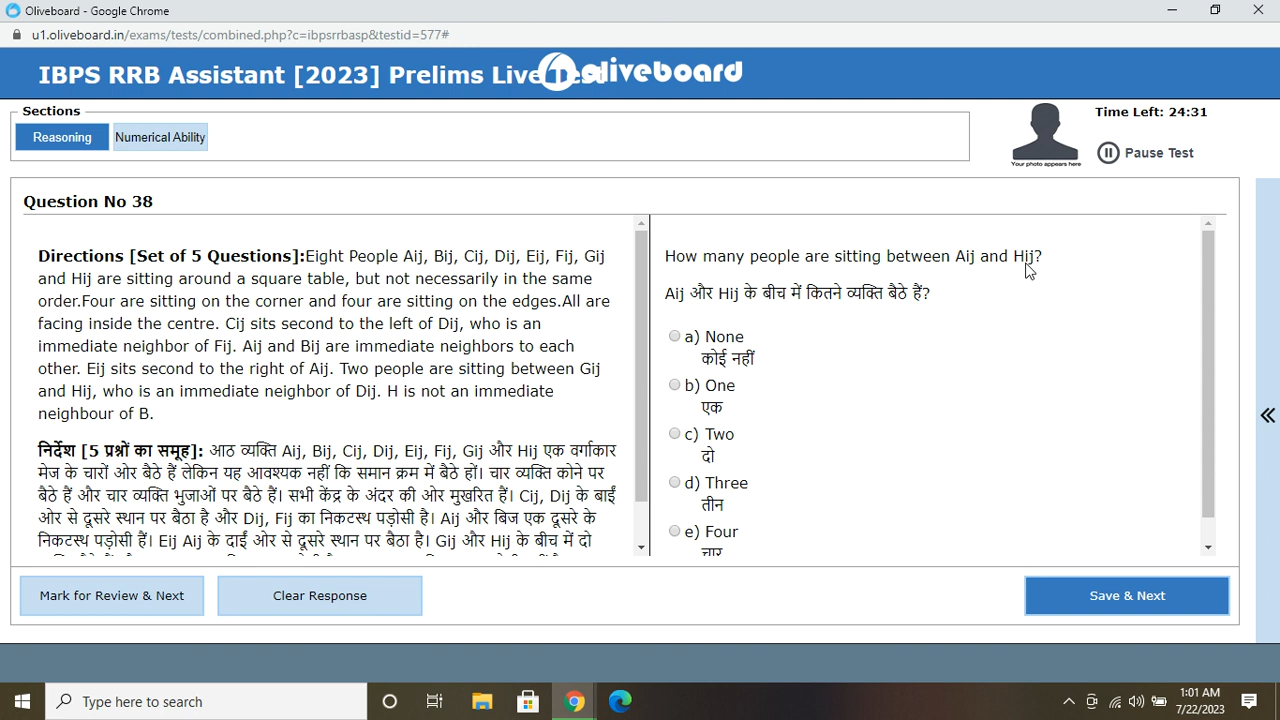 Oliveboard - Google Chrome
u1.oliveboard.in/exams/tests/combined.php?c=ibpsrrbasp&testid=577#
IBPS RRB Assistant [2023] Prelims Live Test
oliveboard
Sections
Reasoning
Numerical Ability
Your photo appears here
Time Left: 24:31
Pause Test
Question No 38
Directions [Set of 5 Questions]:Eight People Aij, Bij, Cij, Dij, Eij, Fij, Gij
and Hij are sitting around a square table, but not necessarily in the same
order.Four are sitting on the corner and four are sitting on the edges.All are
facing inside the centre. Cij sits second to the left of Dij, who is an
immediate neighbor of Fij. Aij and Bij are immediate neighbors to each
other. Eij sits second to the right of Aij. Two people are sitting between Gij
and Hij, who is an immediate neighbor of Dij. H is not an immediate
neighbour of B.
निर्देश [5 प्रश्नों का समूह]: आठ व्यक्ति Aij, Bij, Cij, Dij, Eij, Fij, Gij और Hij एक वर्गाकार
मेज के चारों ओर बैठे हैं लेकिन यह आवश्यक नहीं कि समान क्रम में बैठे हों। चार व्यक्ति कोने पर
बैठे हैं और चार व्यक्ति भुजाओं पर बैठे हैं। सभी केंद्र के अंदर की ओर मुखरित हैं। Cij, Dij के बाईं
ओर से दूसरे स्थान पर बैठा है और Dij, Fij का निकटस्थ पड़ोसी है। Aij और बिज एक दूसरे के
निकटस्थ पड़ोसी हैं। Eij Aij के दाईं ओर से दूसरे स्थान पर बैठा है। Gij और Hij के बीच में दो
How many people are sitting between Aij and Hij?
Aij और Hij के बीच में कितने व्यक्ति बैठे हैं?
a) None
कोई नहीं
b) One
एक
c) Two
दो
d) Three
तीन
e) Four
चार
Mark for Review & Next
Clear Response
Save & Next
Type here to search
1:01 AM
7/22/2023